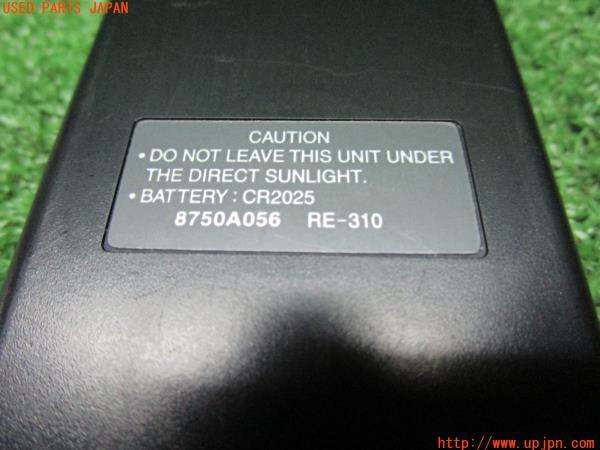 USED PARTS JAPAN
CAUTION
• DO NOT LEAVE THIS UNIT UNDER
THE DIRECT SUNLIGHT.
• BATTERY : CR2025
8750A056 RE-310
http://www.upjpn.com/